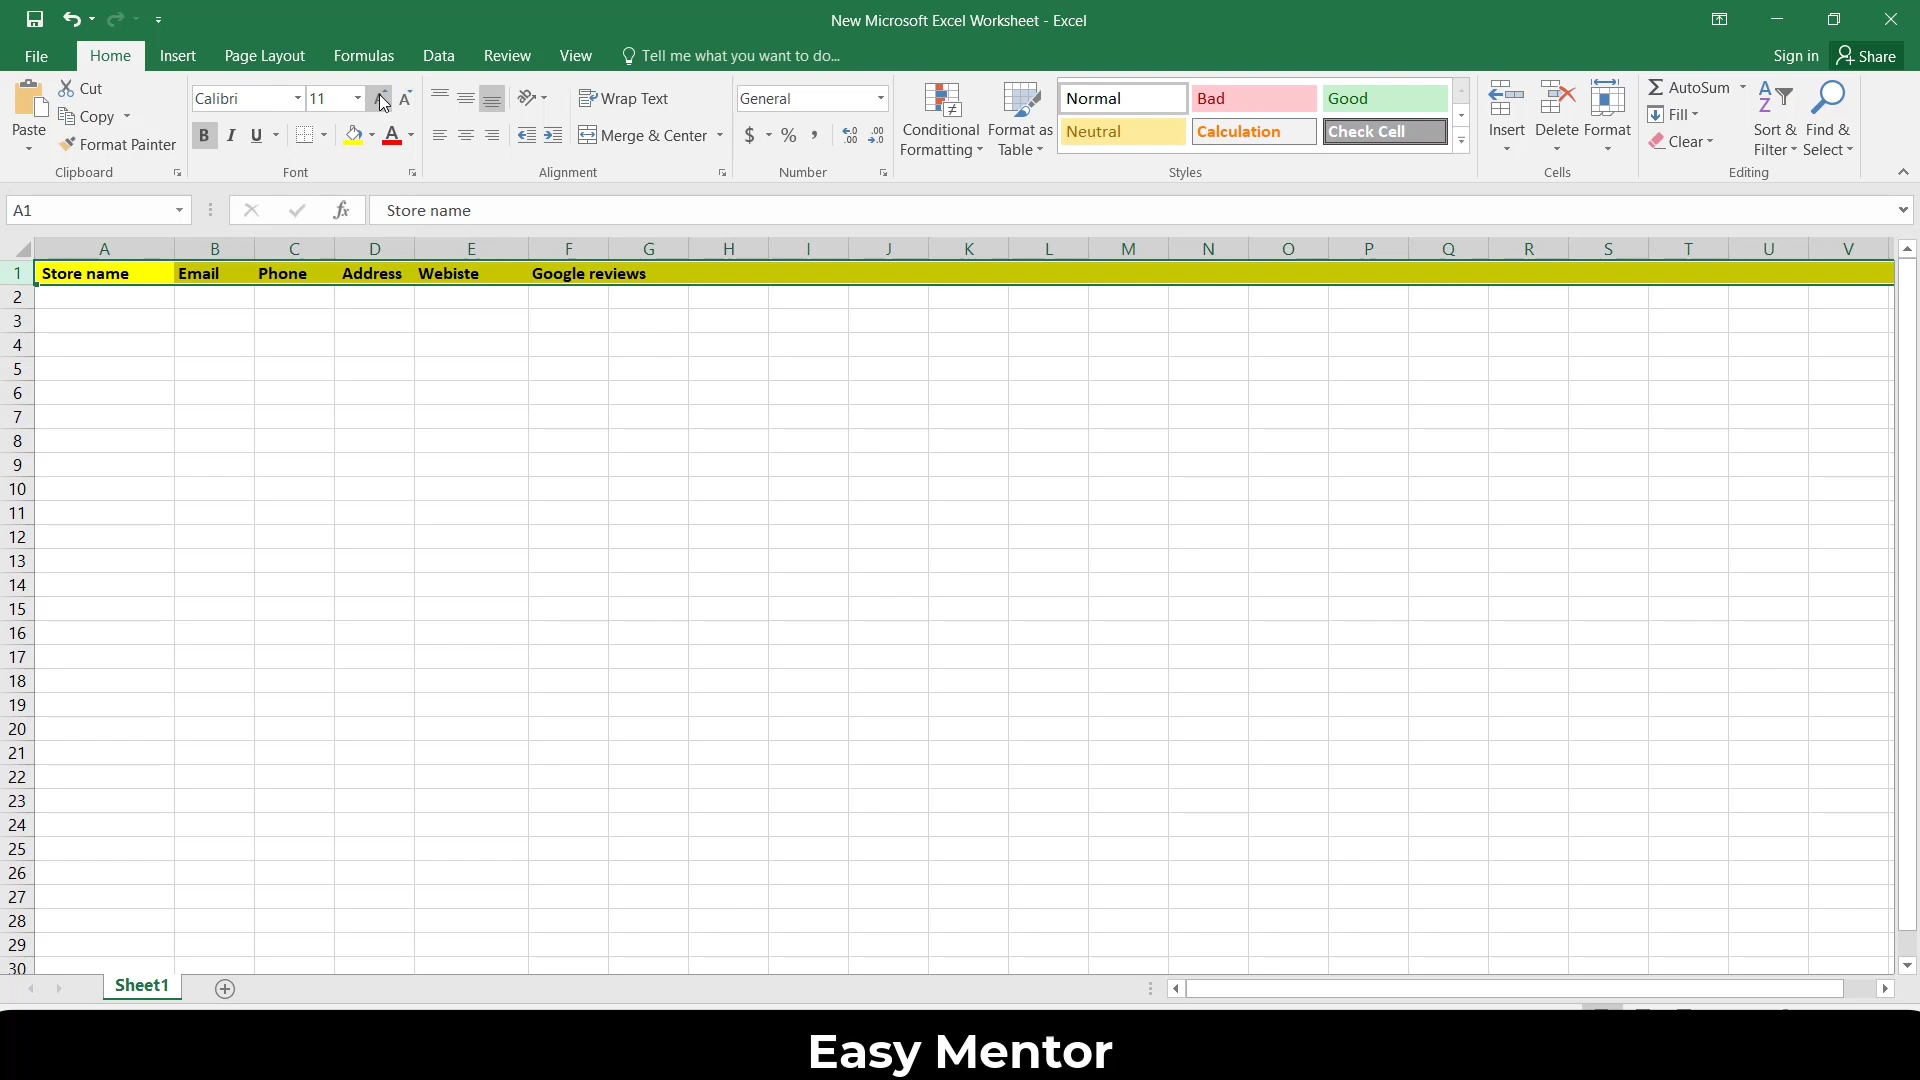 New Microsoft Excel Worksheet - Excel
File Home Insert Page Layout Formulas Data Review View Tell me what you want to do... Sign in Share
Paste
Cut
Copy
Format Painter
Clipboard
Calibri 11 A A
B I U A
Font
Wrap Text
Merge & Center
Alignment
General
$ % ,
Number
Conditional Formatting
Format as Table
Normal Bad Good
Neutral Calculation Check Cell
Styles
Insert Delete Format
Cells
AutoSum
Fill
Clear
Sort & Filter
Find & Select
Editing
A1 fx Store name
A B C D E F G H I J K L M N O P Q R S T U V
1 Store name Email Phone Address Webiste Google reviews
2
3
4
5
6
7
8
9
10
11
12
13
14
15
16
17
18
19
20
21
22
23
24
25
26
27
28
29
30
Sheet1
Easy Mentor